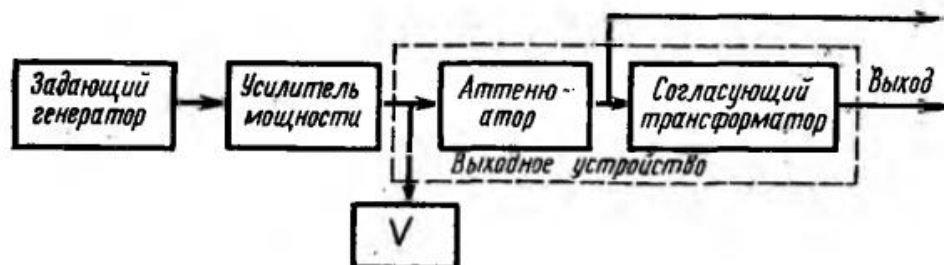 Задающий
генератор
Усилитель
мощности
Аттеню-
атор
Согласующий
трансформатор
Выход
Выходное устройство
V